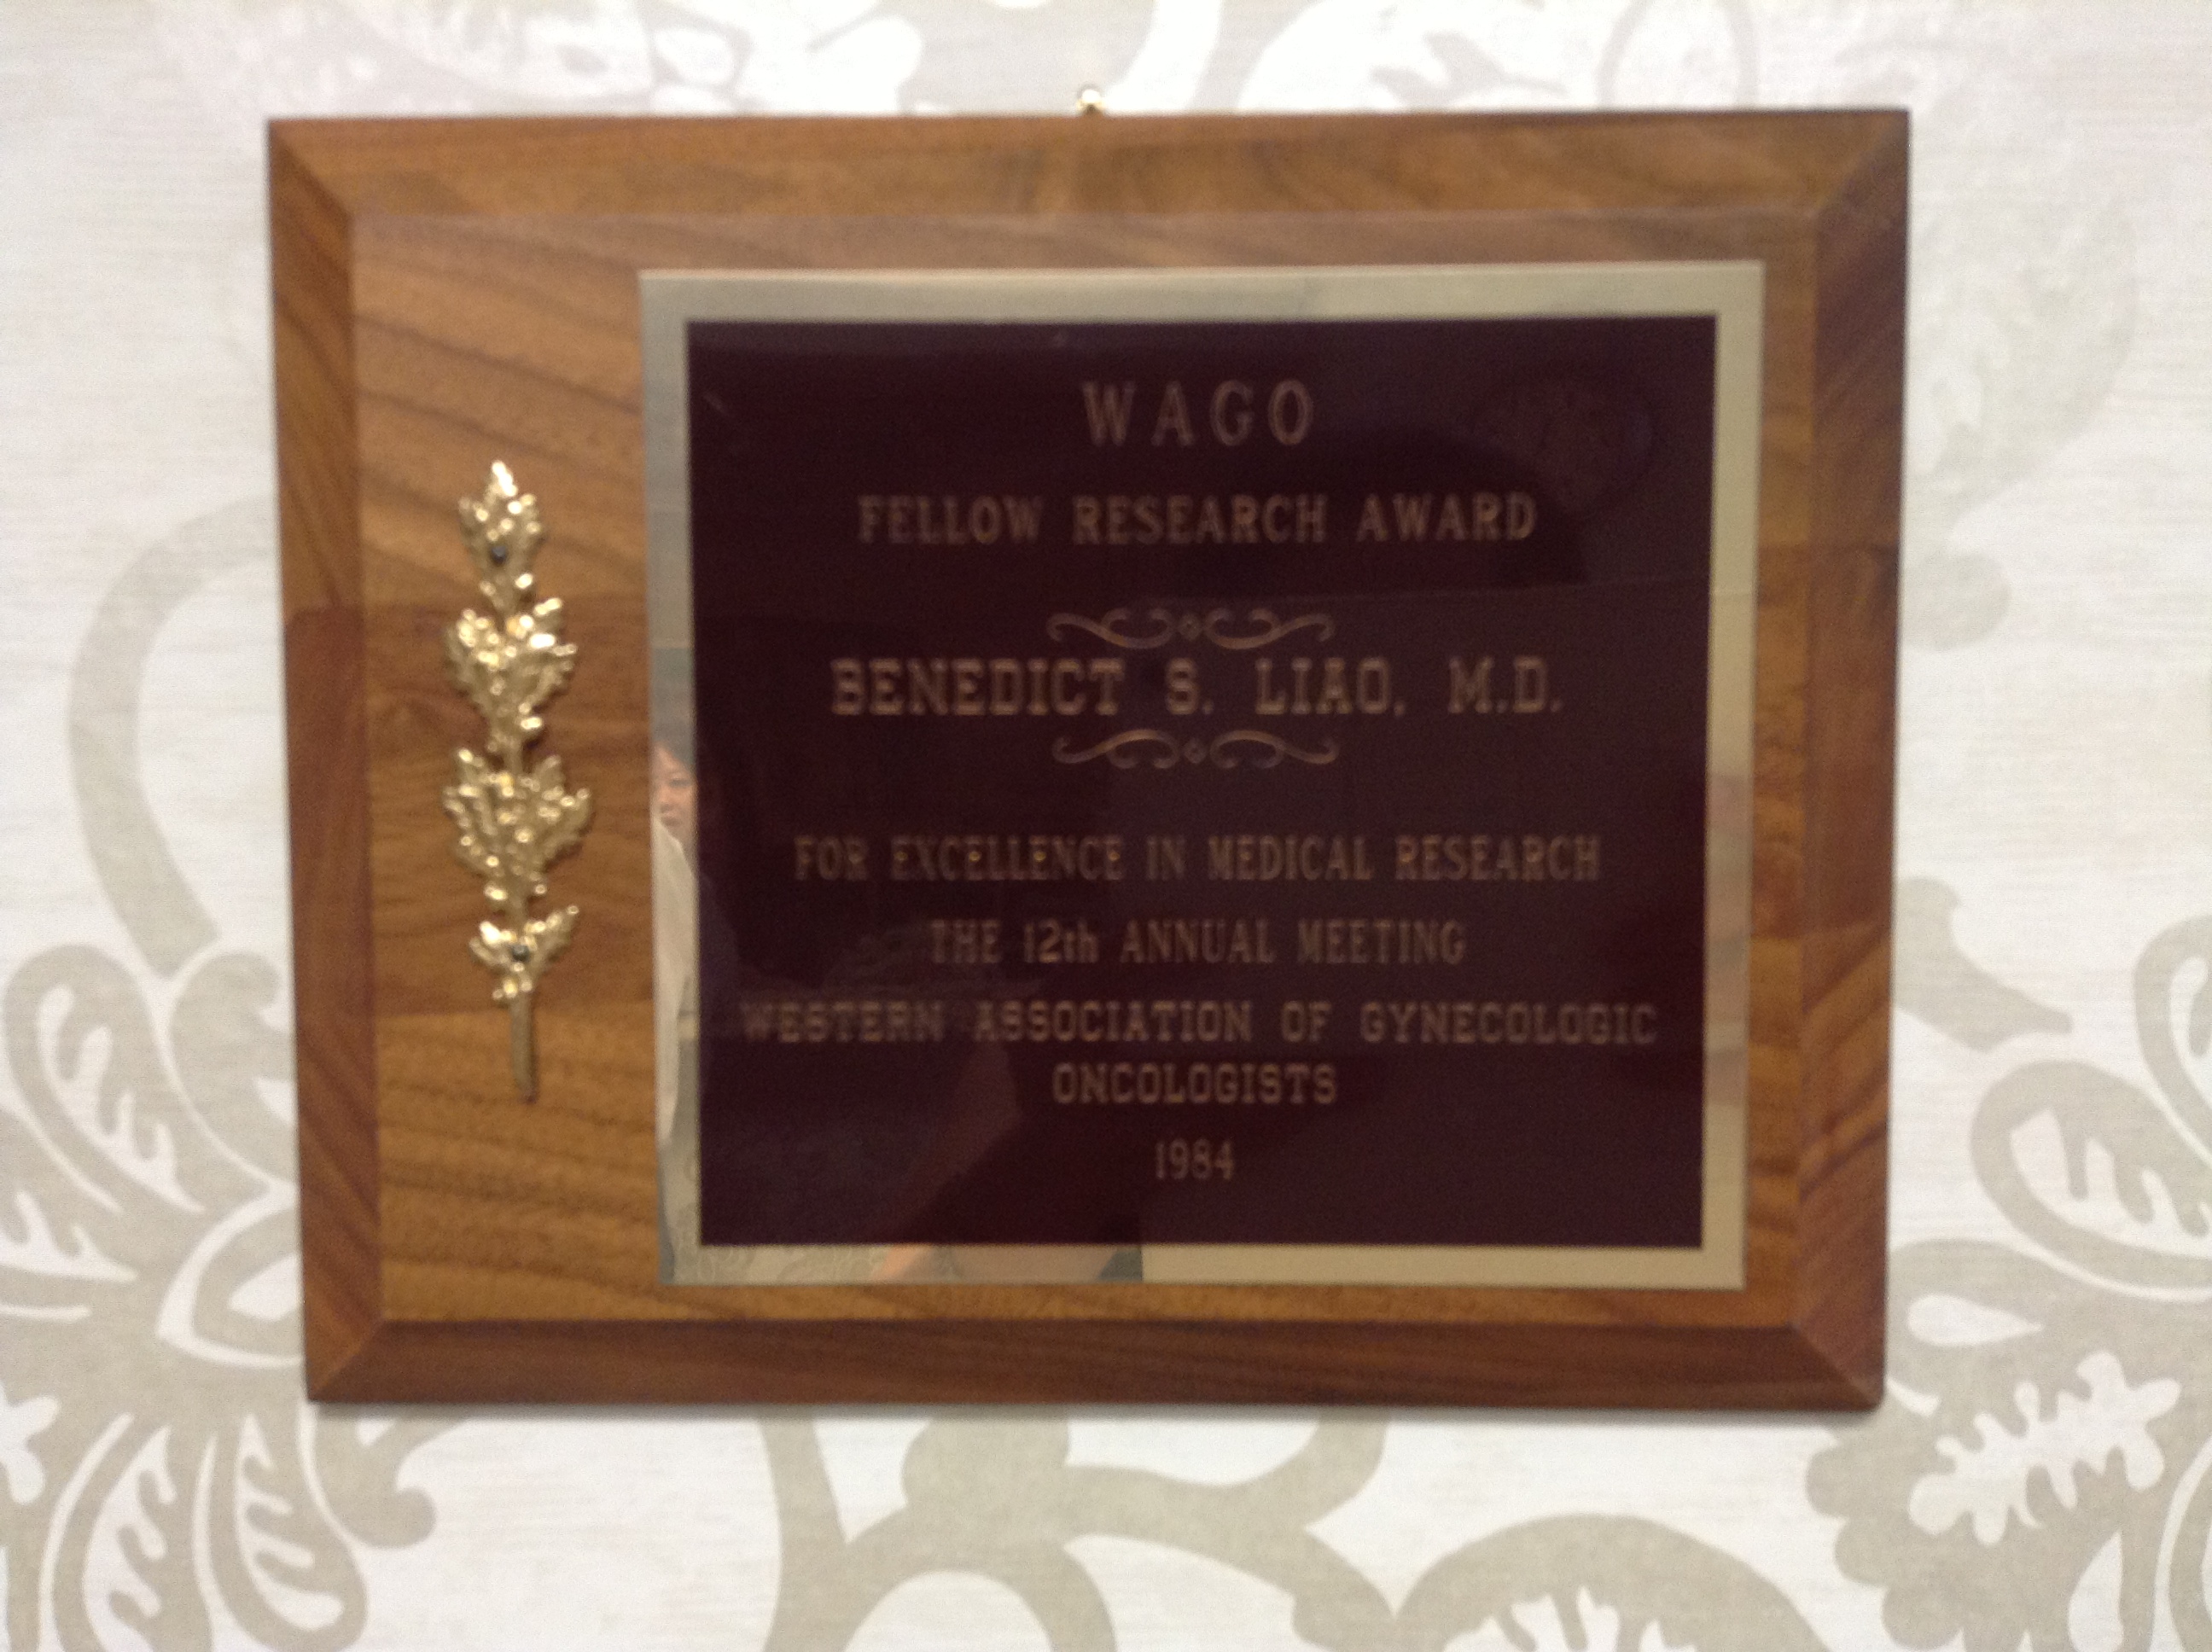 WAGO
FELLOW RESEARCH AWARD
BENEDICT S. LIAO, M.D.
FOR EXCELLENCE IN MEDICAL RESEARCH
THE 12th ANNUAL MEETING
WESTERN ASSOCIATION OF GYNECOLOGIC
ONCOLOGISTS
1984